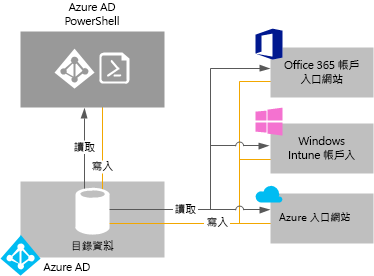 Azure AD
PowerShell
Office 365 帳戶
入口網站
讀取
寫入
Windows
Intune 帳戶入
讀取
寫入
Azure 入口網站
目錄資料
Azure AD